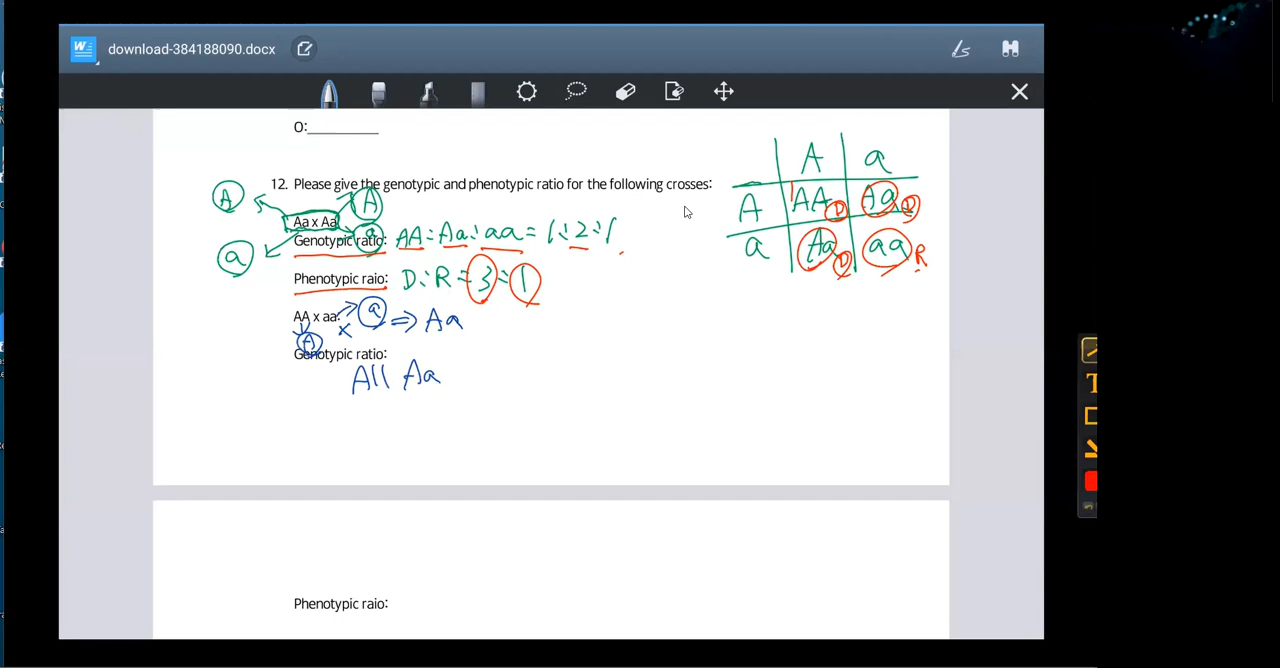 download-384188090.docx
O:__________
12. Please give the genotypic and phenotypic ratio for the following crosses:
A
A
Aa x Aa
a
a
Genotypic ratio: AA:Aa:aa = 1:2:1
Phenotypic raio: D:R = 3:1
AA x aa: a ⇒ Aa
x
A
Genotypic ratio:
All Aa
A a
A AA D Aa D
a Aa D aa R
Phenotypic raio:
T